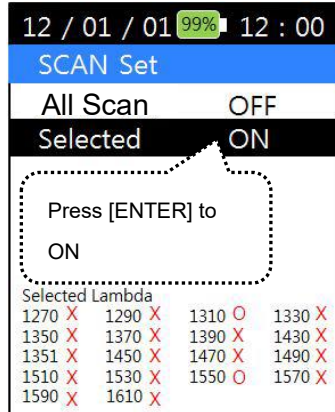 12 / 01 / 01 99% 12 : 00
SCAN Set
All Scan OFF
Selected ON
Press [ENTER] to
ON
Selected Lambda
1270 X 1290 X 1310 O 1330 X
1350 X 1370 X 1390 X 1430 X
1351 X 1450 X 1470 X 1490 X
1510 X 1530 X 1550 O 1570 X
1590 X 1610 X